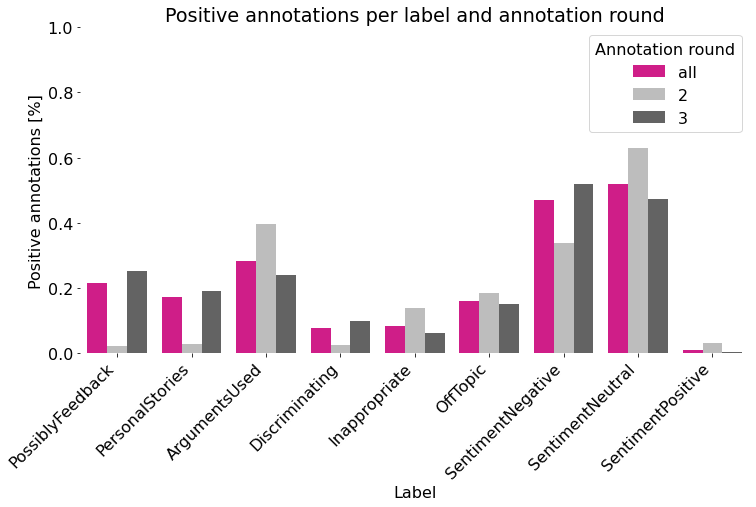 Positive annotations per label and annotation round
Positive annotations [%]
1.0
0.8
0.6
0.4
0.2
0.0
Annotation round
all
2
3
PossiblyFeedback
PersonalStories
ArgumentsUsed
Discriminating
Inappropriate
OffTopic
SentimentNegative
SentimentNeutral
SentimentPositive
Label